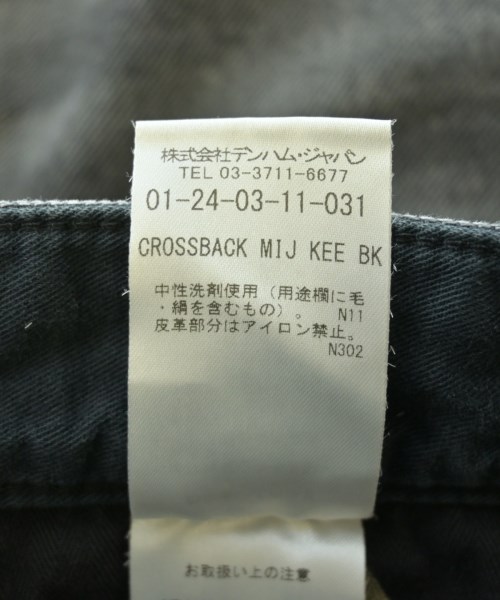 株式会社デンハム・ジャパン
TEL 03-3711-6677
01-24-03-11-031
CROSSBACK MIJ KEE BK
中性洗剤使用（用途欄に毛
・絹を含むもの）。 N11
皮革部分はアイロン禁止。
N302
お取扱い上の注意